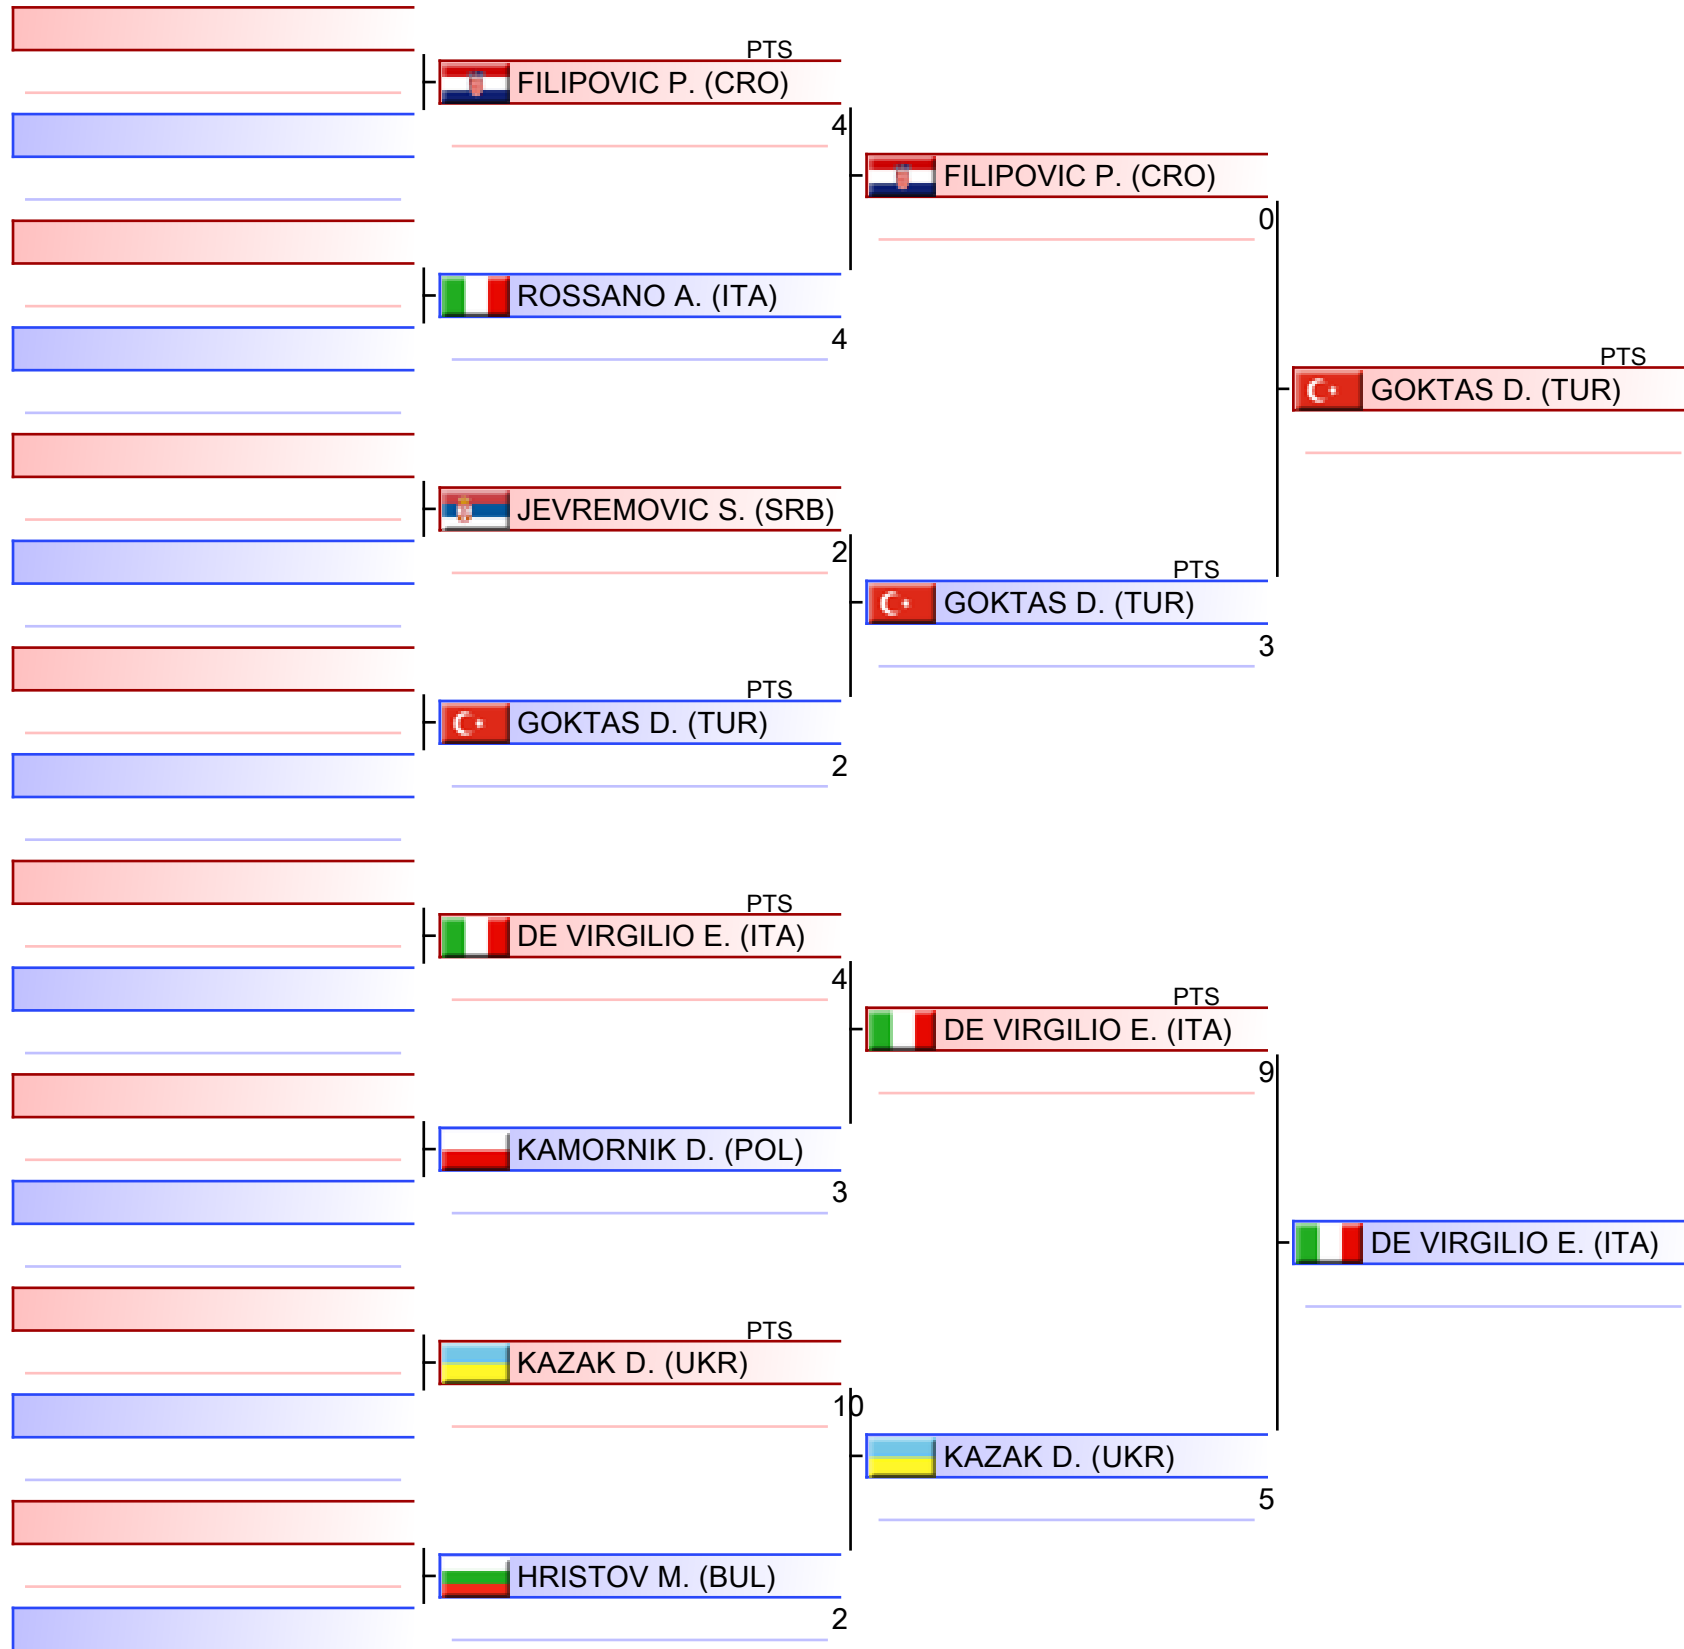 PTS
FILIPOVIC P. (CRO)
4
FILIPOVIC P. (CRO)
0
ROSSANO A. (ITA)
4
PTS
GOKTAS D. (TUR)
JEVREMOVIC S. (SRB)
2
PTS
GOKTAS D. (TUR)
3
PTS
GOKTAS D. (TUR)
2
PTS
DE VIRGILIO E. (ITA)
4
PTS
DE VIRGILIO E. (ITA)
9
KAMORNIK D. (POL)
3
DE VIRGILIO E. (ITA)
PTS
KAZAK D. (UKR)
10
KAZAK D. (UKR)
5
HRISTOV M. (BUL)
2